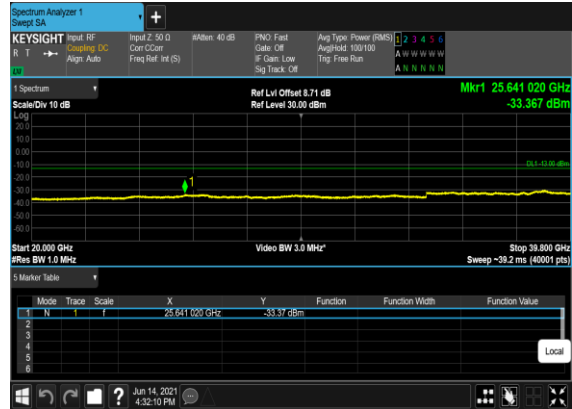 Spectrum Analyzer 1
Swept SA
+
KEYSIGHT Input: RF Input Z: 50 Ω #Atten: 40 dB PNO: Fast Avg Type: Power (RMS) 1 2 3 4 5 6
R T Coupling: DC Corr CCorr Gate: Off Avg|Hold: 100/100 A W W W W W
Align: Auto Freq Ref: Int (S) IF Gain: Low Trig: Free Run
Sig Track: Off A N N N N N
1 Spectrum Ref Lvl Offset 8.71 dB Mkr1 25.641 020 GHz
Scale/Div 10 dB Ref Level 30.00 dBm -33.367 dBm
Log
20.0
10.0
0.00
-10.0
DL1 -13.00 dBm
-20.0
1
-30.0
-40.0
-50.0
-60.0
Start 20.000 GHz Video BW 3.0 MHz* Stop 39.800 GHz
#Res BW 1.0 MHz Sweep ~39.2 ms (40001 pts)
5 Marker Table
Mode Trace Scale X Y Function Function Width Function Value
1 N 1 f 25.641 020 GHz -33.37 dBm
2
3
4
5
6
Local
? Jun 14, 2021
4:32:10 PM